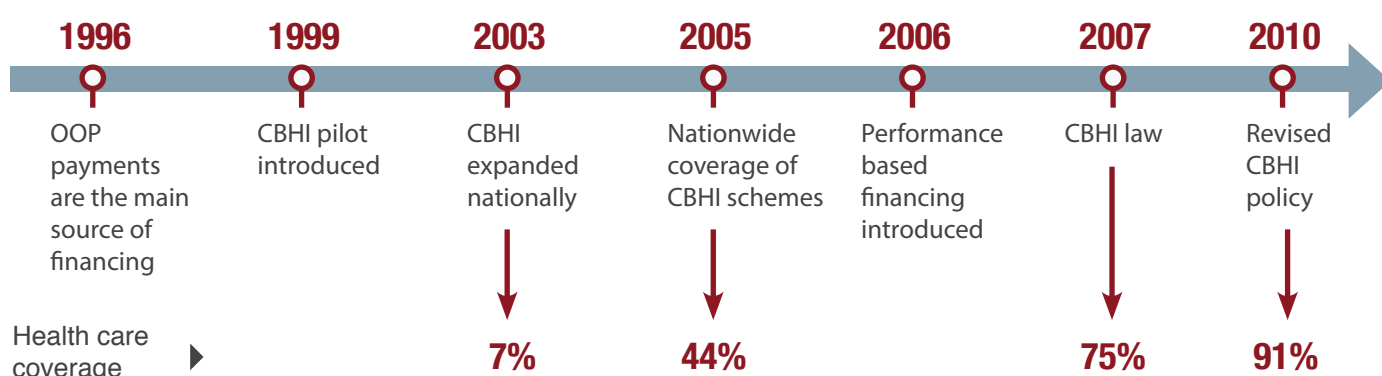 1996
1999
2003
2005
2006
2007
2010
OOP
payments
are the main
source of
financing
CBHI pilot
introduced
CBHI
expanded
nationally
Nationwide
coverage of
CBHI schemes
Performance
based
financing
introduced
CBHI law
Revised
CBHI
policy
Health care
coverage
7%
44%
75%
91%